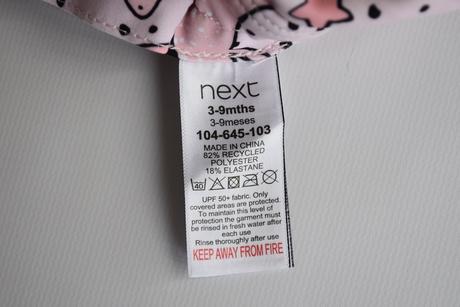 next
3-9mths
3-9meses
104-645-103
MADE IN CHINA
82% RECYCLED
POLYESTER
18% ELASTANE
40
UPF 50+ fabric. Only
covered areas are protected.
To maintain this level of
protection the garment must
be rinsed in fresh water after
each use
Rinse thoroughly after use
KEEP AWAY FROM FIRE